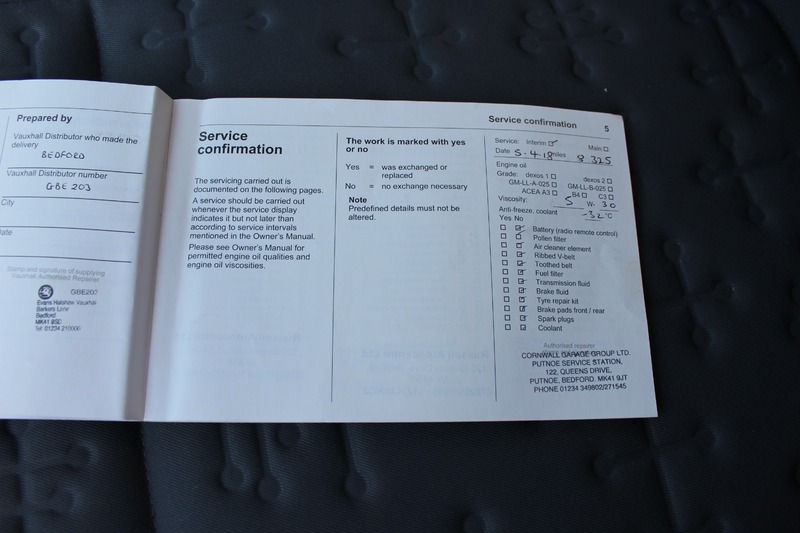 Prepared by
Vauxhall Distributor who made the
delivery
BEDFORD
Vauxhall Distributor number
GBE 203
City
Stamp and signature of supplying
Vauxhall Authorised Repairer
GBE203
Evans Halshaw Vauxhall
Barkers Lane
Bedford
MK41 9SD
Tel: 01234 210000
Service
confirmation
The servicing carried out is
documented on the following pages.
A service should be carried out
whenever the service display
indicates it but not later than
according to service intervals
mentioned in the Owner's Manual.
Please see Owner's Manual for
permitted engine oil qualities and
engine oil viscosities.
The work is marked with yes
or no
Yes = was exchanged or
replaced
No = no exchange necessary
Note
Predefined details must not be
altered.
Service confirmation 5
Service: Interim Main
Date 5.4.18 miles 8 325
Engine oil
Grade: dexos 1 dexos 2
GM-LL-A-025 GM-LL-B-025
ACEA A3 B4 C3
Viscosity: 5 W- 30
Anti-freeze, coolant -32 °C
Yes No
Battery (radio remote control)
Pollen filter
Air cleaner element
Ribbed V-belt
Toothed belt
Fuel filter
Transmission fluid
Brake fluid
Tyre repair kit
Brake pads front / rear
Spark plugs
Coolant
Authorised repairer
CORNWALL GARAGE GROUP LTD.
PUTNOE SERVICE STATION,
122, QUEENS DRIVE,
PUTNOE, BEDFORD. MK41 9JT
PHONE 01234 349802/271545